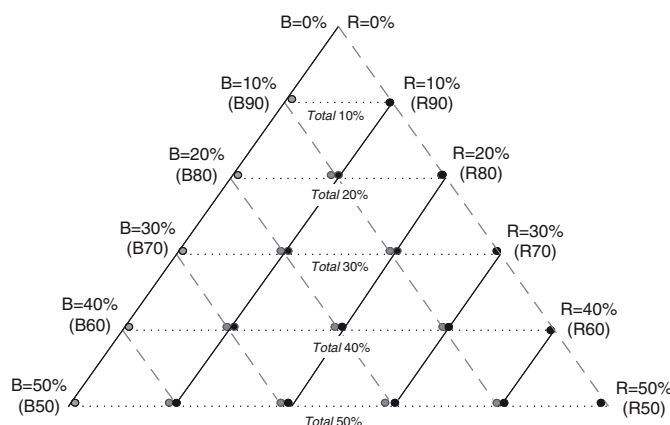 B=0% R=0%
B=10% R=10%
(B90) (R90)
Total 10%
B=20% R=20%
(B80) (R80)
Total 20%
B=30% R=30%
(B70) (R70)
Total 30%
B=40% R=40%
(B60) (R60)
Total 40%
B=50% R=50%
(B50) (R50)
Total 50%